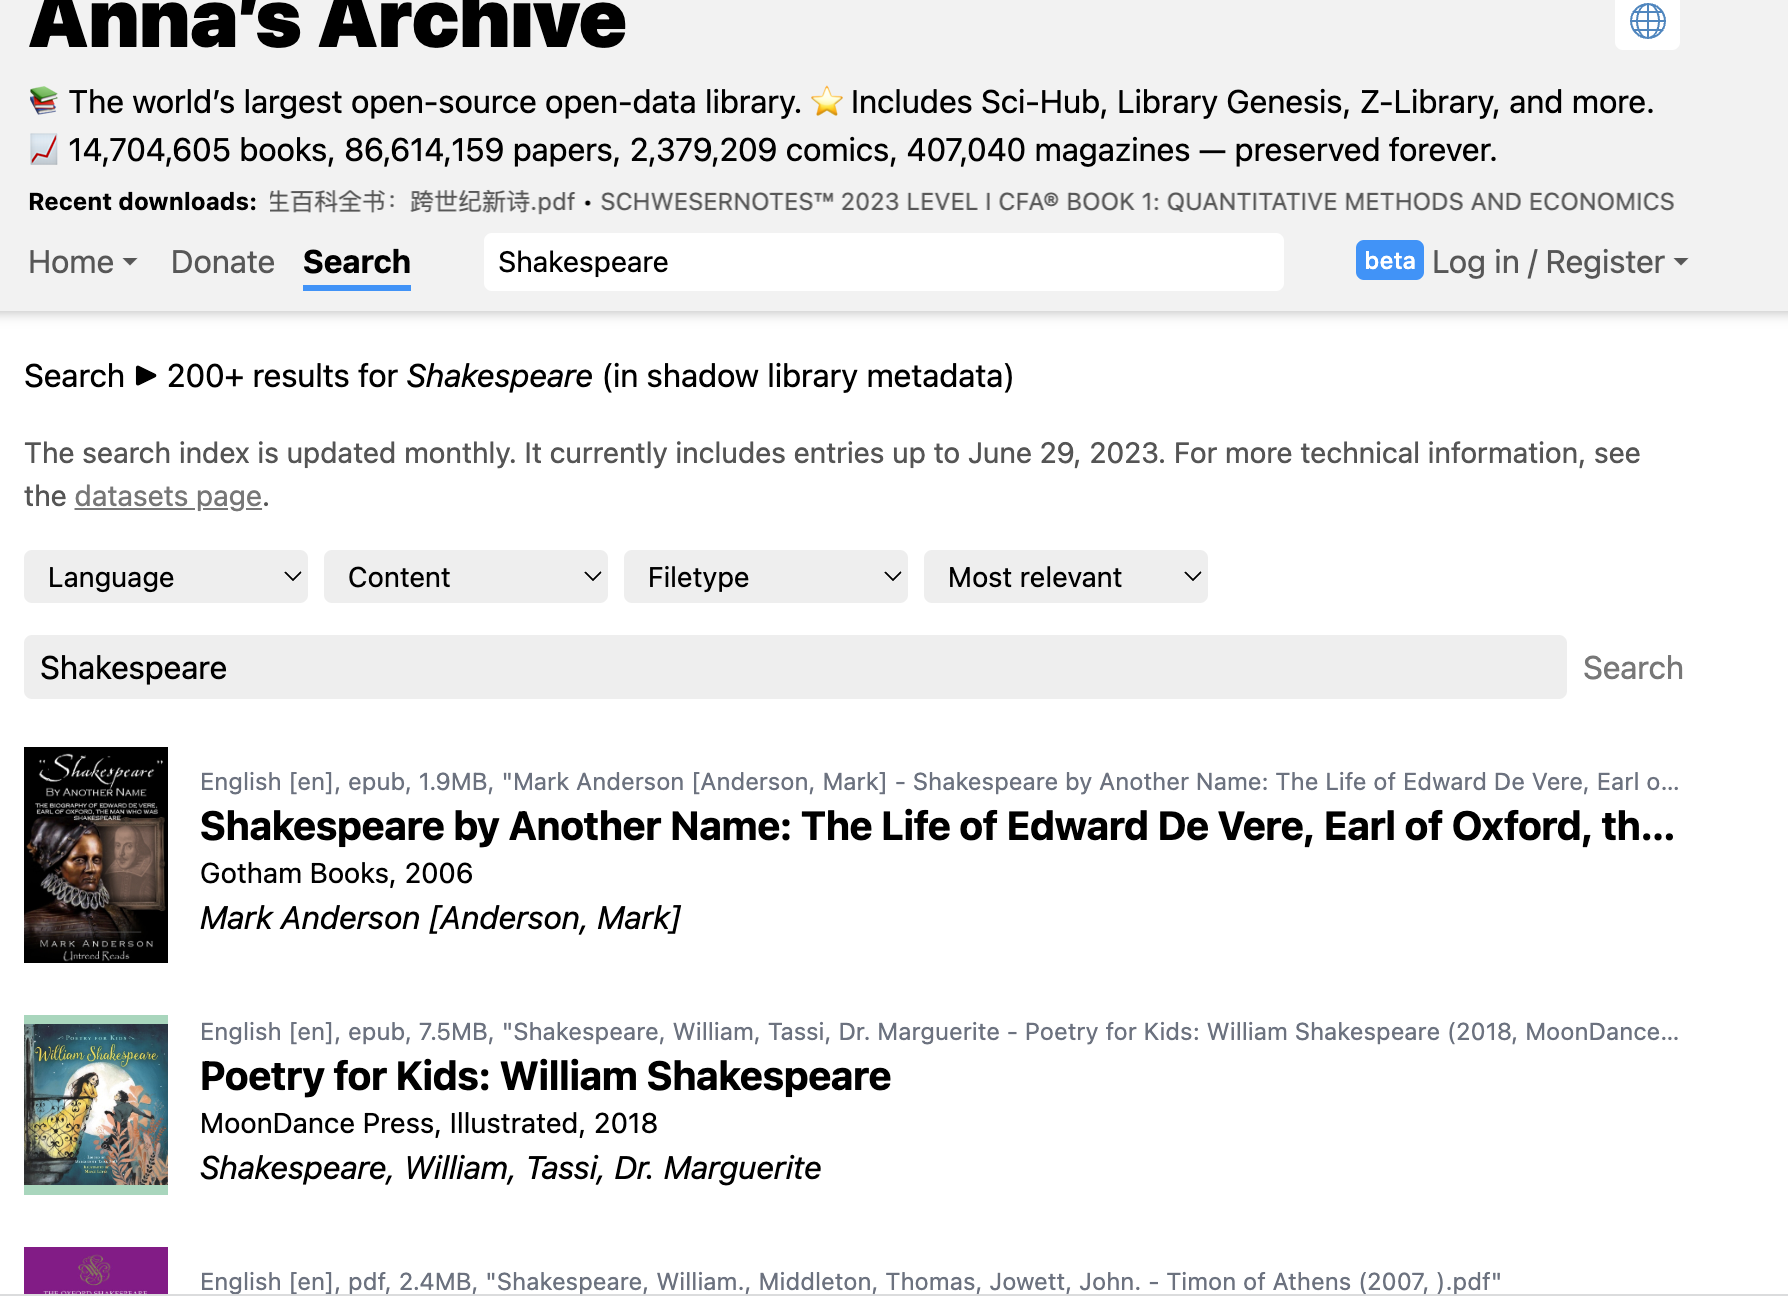 Anna's Archive
📚 The world's largest open-source open-data library. ⭐ Includes Sci-Hub, Library Genesis, Z-Library, and more.
📈 14,704,605 books, 86,614,159 papers, 2,379,209 comics, 407,040 magazines — preserved forever.
Recent downloads: 生百科全书：跨世纪新诗.pdf • SCHWESERNOTES™ 2023 LEVEL I CFA® BOOK 1: QUANTITATIVE METHODS AND ECONOMICS
Home Donate Search Shakespeare beta Log in / Register
Search ▶ 200+ results for Shakespeare (in shadow library metadata)
The search index is updated monthly. It currently includes entries up to June 29, 2023. For more technical information, see
the datasets page.
Language Content Filetype Most relevant
Shakespeare Search
"Shakespeare"
BY ANOTHER NAME
THE BIOGRAPHY OF EDWARD DE VERE,
EARL OF OXFORD, THE MAN WHO WAS
SHAKESPEARE
MARK ANDERSON
Untreed Reads
English [en], epub, 1.9MB, "Mark Anderson [Anderson, Mark] - Shakespeare by Another Name: The Life of Edward De Vere, Earl o...
Shakespeare by Another Name: The Life of Edward De Vere, Earl of Oxford, th...
Gotham Books, 2006
Mark Anderson [Anderson, Mark]
POETRY FOR KIDS
William Shakespeare
English [en], epub, 7.5MB, "Shakespeare, William, Tassi, Dr. Marguerite - Poetry for Kids: William Shakespeare (2018, MoonDance...
Poetry for Kids: William Shakespeare
MoonDance Press, Illustrated, 2018
Shakespeare, William, Tassi, Dr. Marguerite
THE OXFORD SHAKESPEARE
English [en], pdf, 2.4MB, "Shakespeare, William., Middleton, Thomas, Jowett, John. - Timon of Athens (2007, ).pdf"